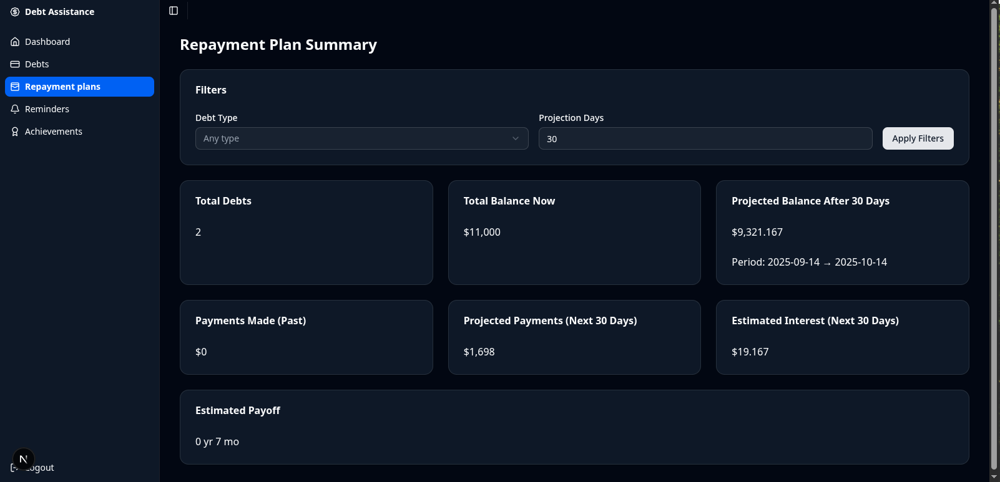 Debt Assistance
Dashboard
Debts
Repayment plans
Reminders
Achievements
Logout
Repayment Plan Summary
Filters
Debt Type
Any type
Projection Days
30
Apply Filters
Total Debts
2
Total Balance Now
$11,000
Projected Balance After 30 Days
$9,321.167
Period: 2025-09-14 → 2025-10-14
Payments Made (Past)
$0
Projected Payments (Next 30 Days)
$1,698
Estimated Interest (Next 30 Days)
$19.167
Estimated Payoff
0 yr 7 mo
N